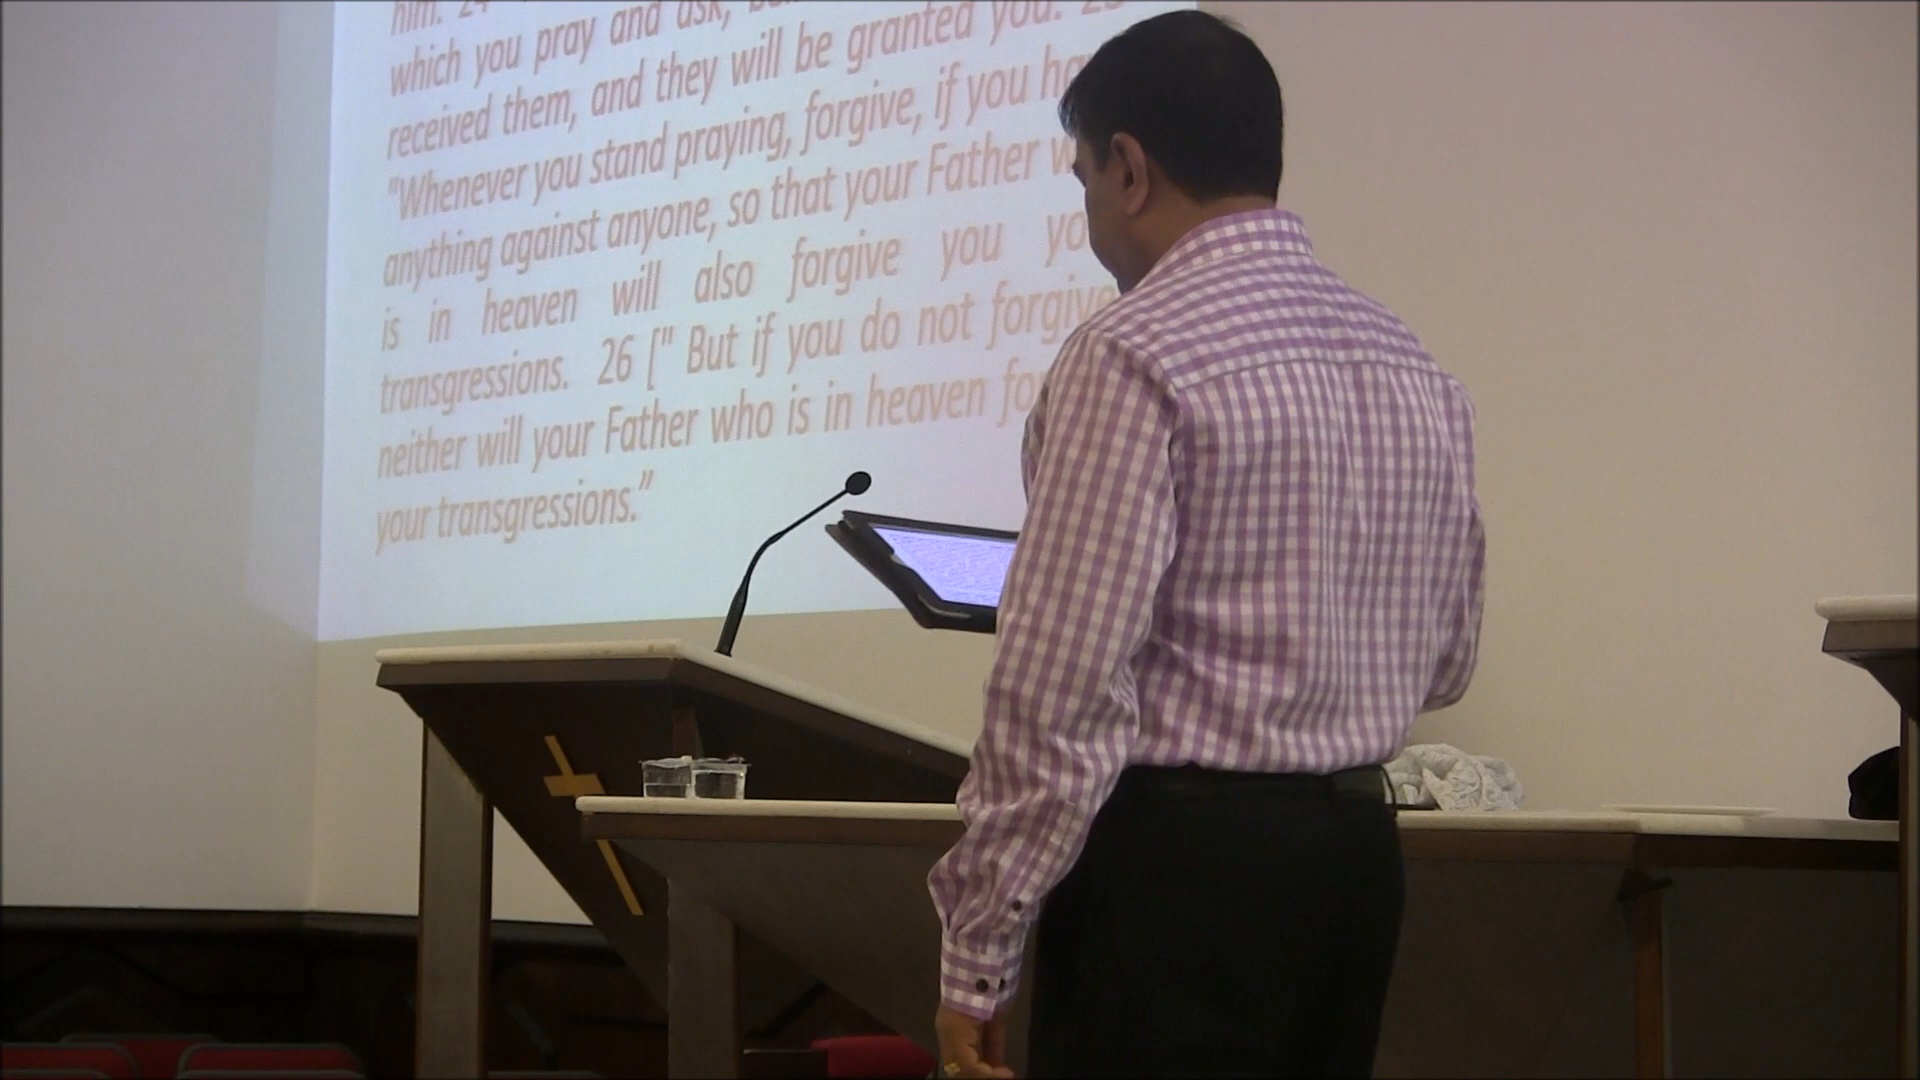 him. 24
which you pray and ask,
received them, and they will be granted you.
"Whenever you stand praying, forgive, if you
anything against anyone, so that your Father
is in heaven will also forgive you
transgressions. 26 [" But if you do not forgive
neither will your Father who is in heaven
your transgressions."